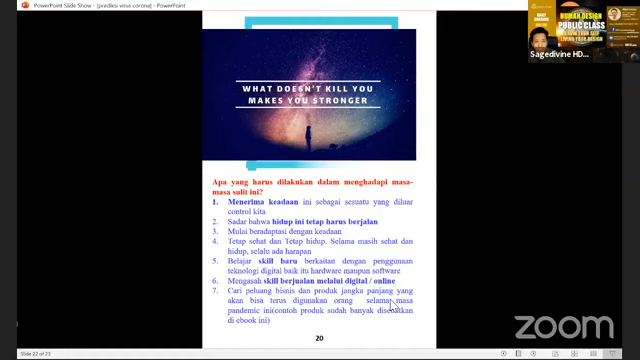 PowerPoint Slide Show - [prediksi virus corona] - PowerPoint
HUMAN DESIGN
PUBLIC CLASS
Sagedivine HD...
WHAT DOESN'T KILL YOU
MAKES YOU STRONGER
Apa yang harus dilakukan dalam menghadapi masa-
masa sulit ini?
1. Menerima keadaan ini sebagai sesuatu yang diluar
control kita
2. Sadar bahwa hidup ini tetap harus berjalan
3. Mulai beradaptasi dengan keadaan
4. Tetap sehat dan Tetap hidup. Selama masih sehat dan
hidup, selalu ada harapan
5. Belajar skill baru berkaitan dengan penggunaan
teknologi digital baik itu hardware maupun software
6. Mengasah skill berjualan melalui digital / online
7. Cari peluang bisnis dan produk jangka panjang yang
akan bisa terus digunakan orang selama masa
pandemic ini(contoh produk sudah banyak disebutkan
di ebook ini)
20
zoom
Slide 22 of 23